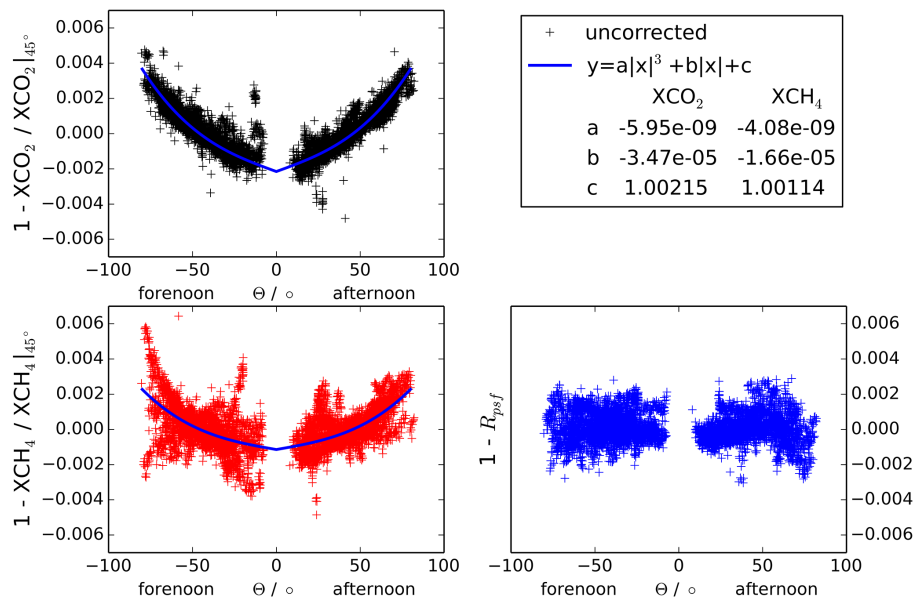 0.006
0.004
0.002
0.000
−0.002
−0.004
−0.006
1 - XCO₂ / XCO₂|₄₅°
−100 −50 0 50 100
forenoon Θ / ∘ afternoon
uncorrected
y=a|x|³ +b|x|+c
XCO₂ XCH₄
a -5.95e-09 -4.08e-09
b -3.47e-05 -1.66e-05
c 1.00215 1.00114
0.006
0.004
0.002
0.000
−0.002
−0.004
−0.006
1 - XCH₄ / XCH₄|₄₅°
−100 −50 0 50 100
forenoon Θ / ∘ afternoon
1 - R_psf
0.006
0.004
0.002
0.000
−0.002
−0.004
−0.006
−100 −50 0 50 100
forenoon Θ / ∘ afternoon